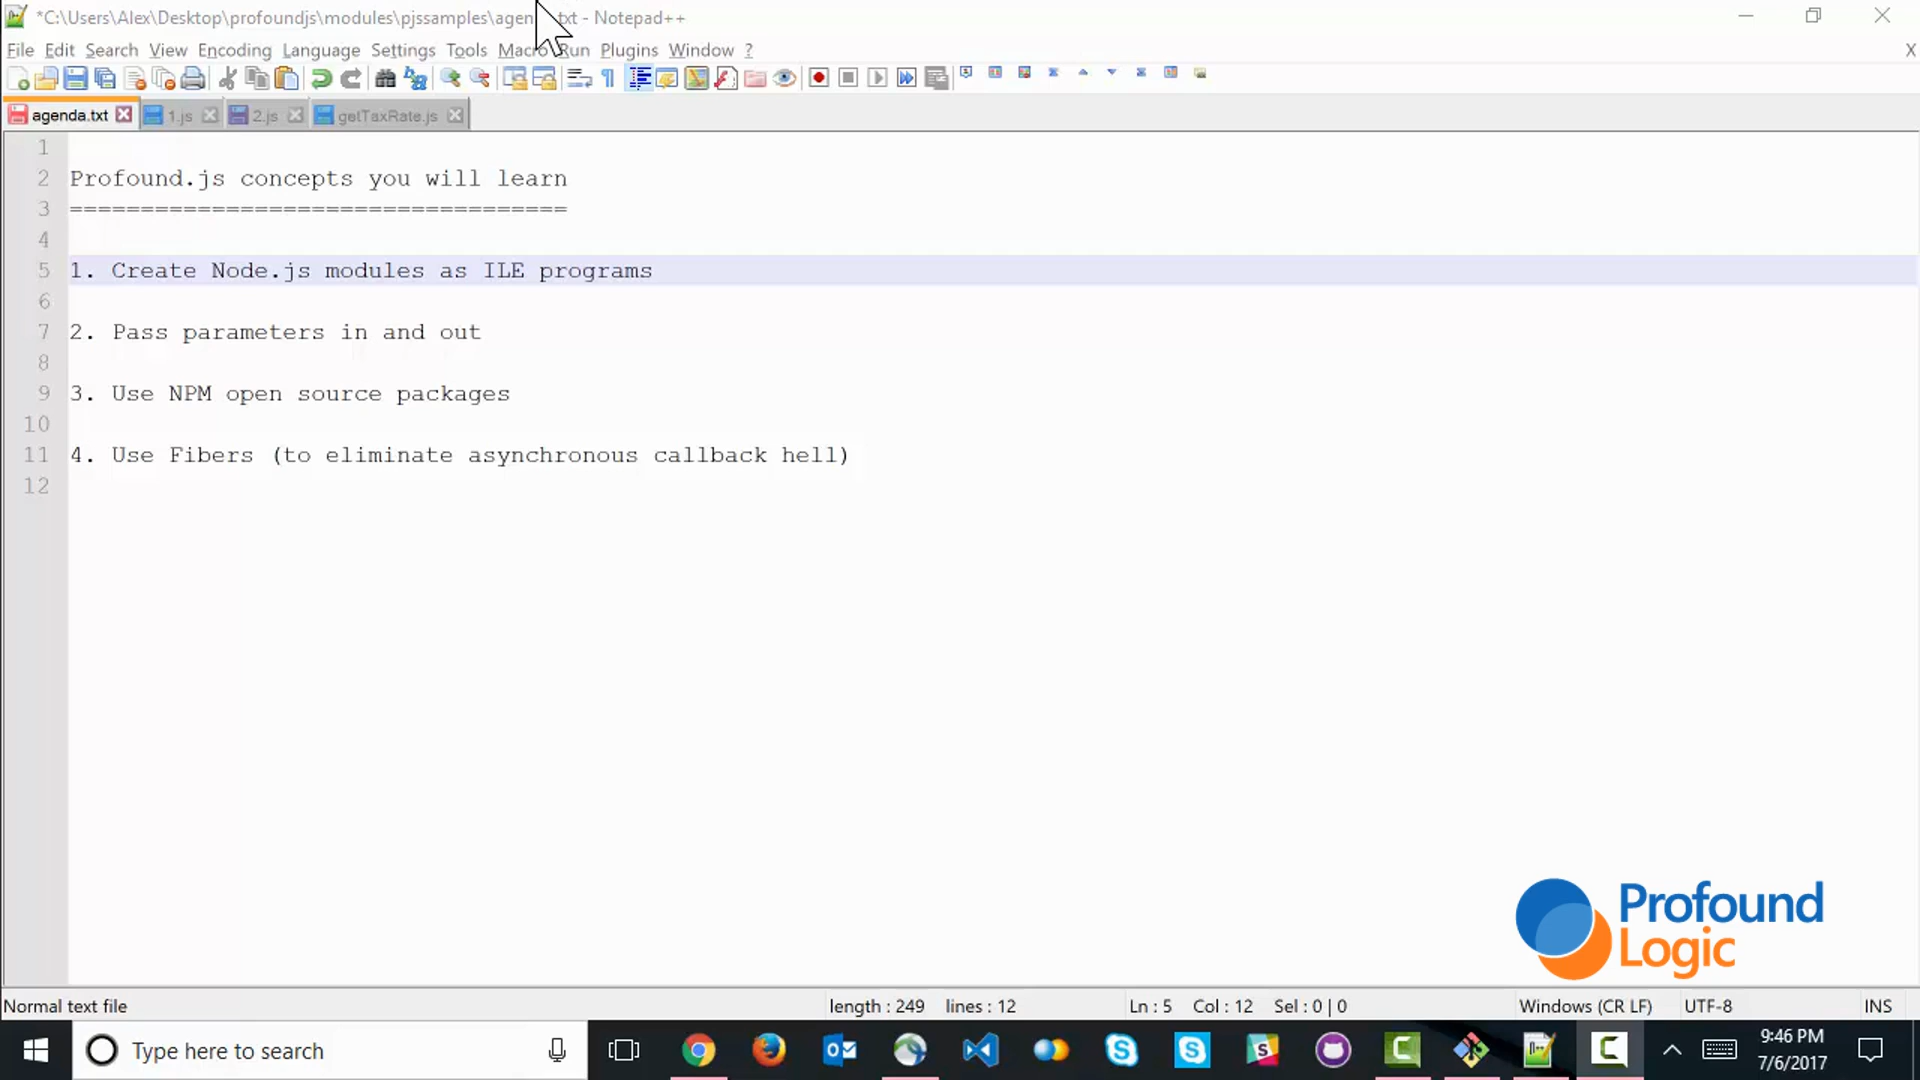 *C:\Users\Alex\Desktop\profoundjs\modules\pjssamples\agen txt - Notepad++
File Edit Search View Encoding Language Settings Tools Macro Run Plugins Window ?
X
agenda.txt 1.js 2.js getTaxRate.js
1
2 Profound.js concepts you will learn
3 ===================================
4
5 1. Create Node.js modules as ILE programs
6
7 2. Pass parameters in and out
8
9 3. Use NPM open source packages
10
11 4. Use Fibers (to eliminate asynchronous callback hell)
12
Profound
Logic
Normal text file length : 249 lines : 12 Ln : 5 Col : 12 Sel : 0 | 0 Windows (CR LF) UTF-8 INS
Type here to search
9:46 PM
7/6/2017